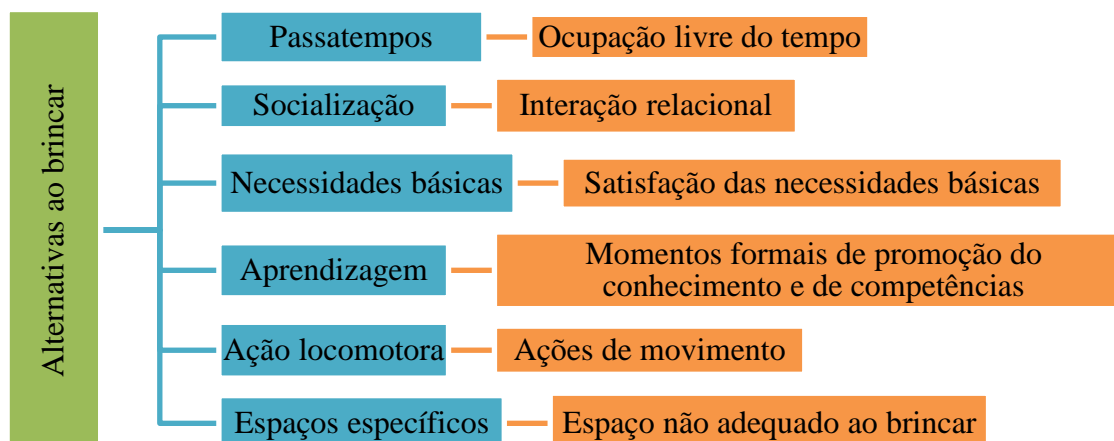 Alternativas ao brincar
Passatempos
Ocupação livre do tempo
Socialização
Interação relacional
Necessidades básicas
Satisfação das necessidades básicas
Aprendizagem
Momentos formais de promoção do
conhecimento e de competências
Ação locomotora
Ações de movimento
Espaços específicos
Espaço não adequado ao brincar